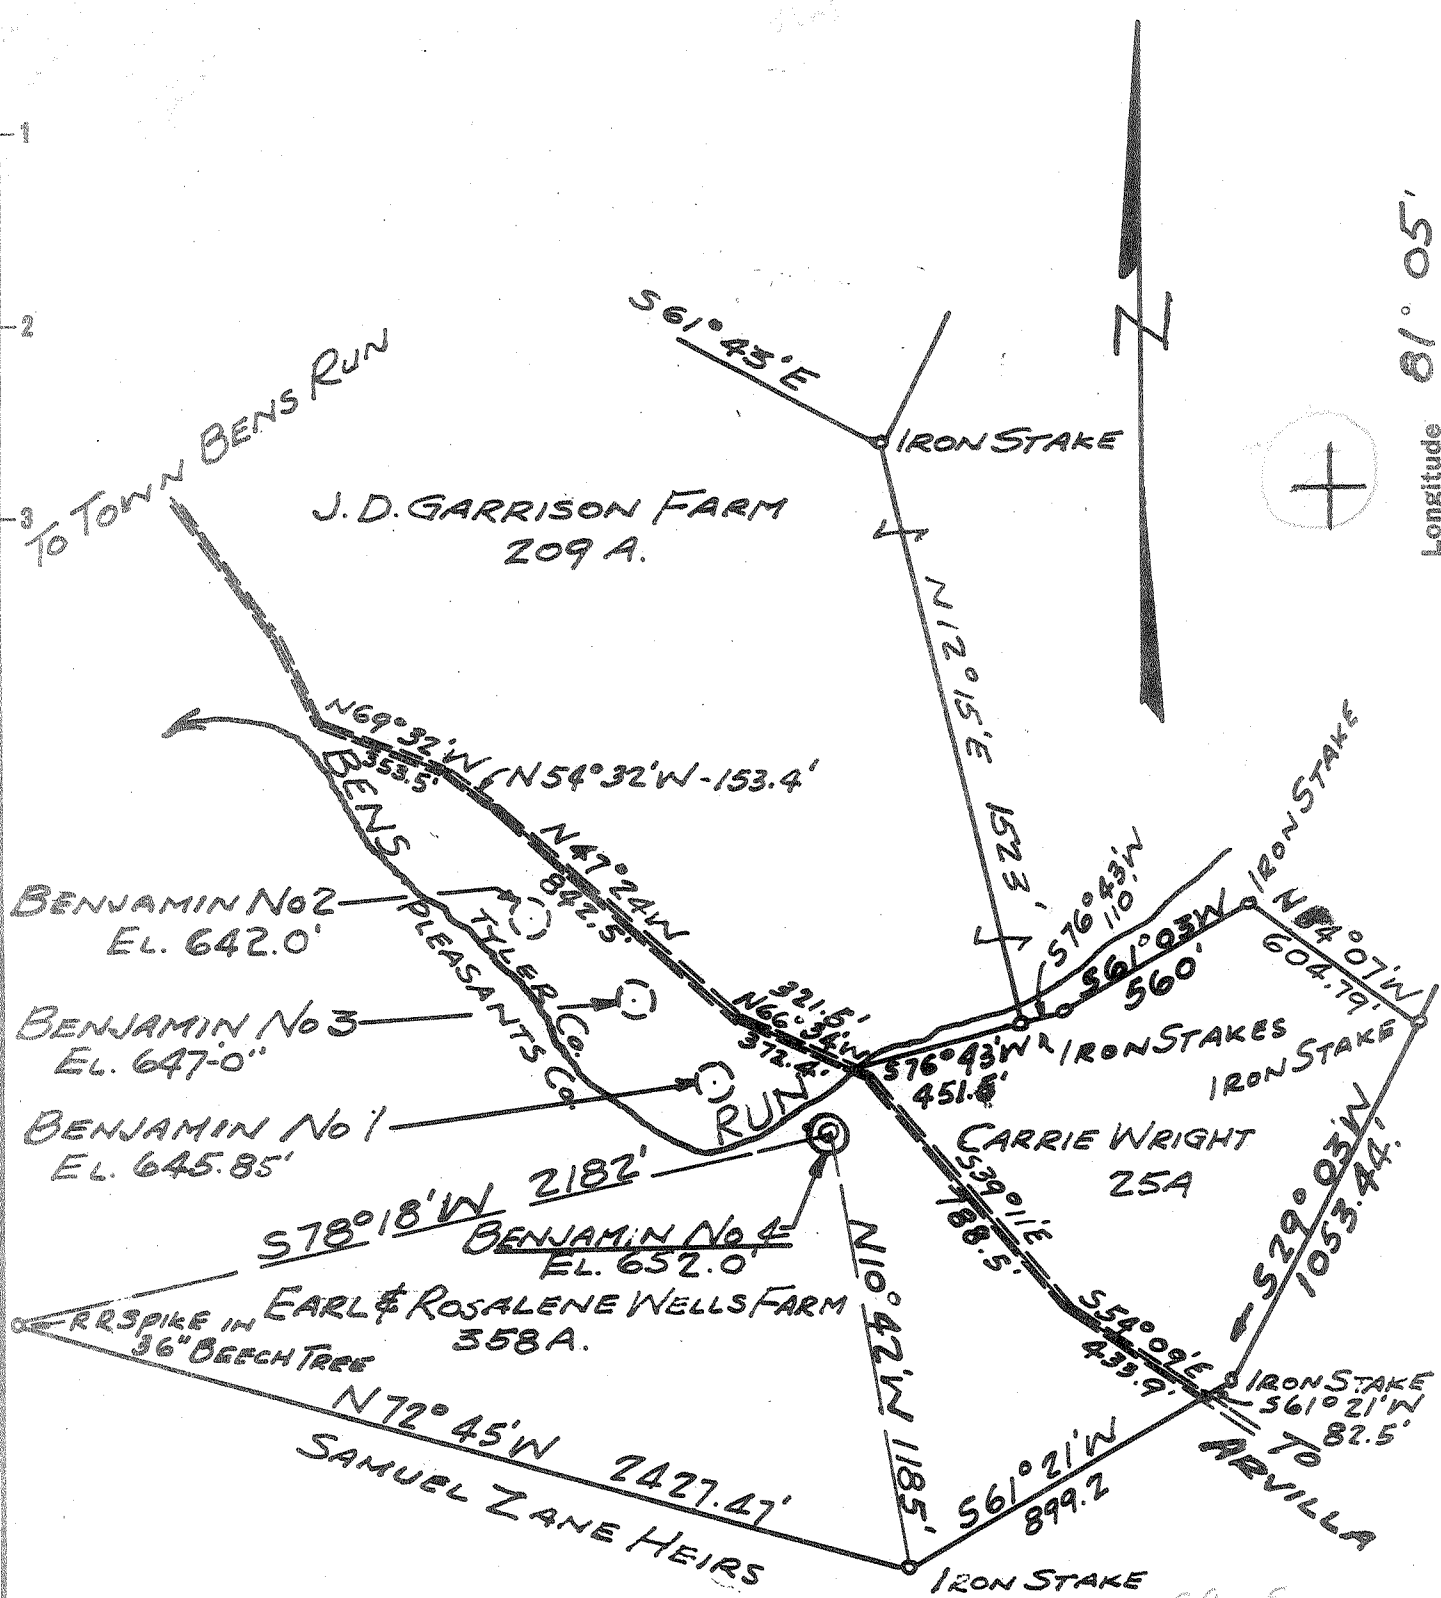 1
2
3
Longitude 81° 05'
N
S61°43'E
IRON STAKE
TO TOWN BENS RUN
J.D. GARRISON FARM
209 A.
N12°15'E 1523'
N69°32'W
353.5'
N54°32'W-153.4'
BENS
N47°24'W
842.5'
BENJAMIN No 2
EL. 642.0'
TYLER Co.
PLEASANTS Co.
BENJAMIN No 3
EL. 647-0"
BENJAMIN No 1
EL. 645.85'
321.5'
N66°34'W
372.4'
RUN
S76°43'W
110'
S61°03'W
560'
IRON STAKE
604.79'
IRON STAKE
IRON STAKES
S76°43'W
CARRIE WRIGHT
25A
S29°03'W
1053.44'
S39°11'E
788.5'
S78°18'W 2182'
BENJAMIN No 4
EL. 652.0'
EARL & ROSALENE WELLS FARM
358 A.
RR SPIKE IN
36" BEECH TREE
N10°42'W 1185'
S54°09'E
433.9'
IRON STAKE
S61°21'W
82.5'
TO
ARVILLA
S61°21'W
899.2
N72°45'W 2427.47'
SAMUEL ZANE HEIRS
IRON STAKE